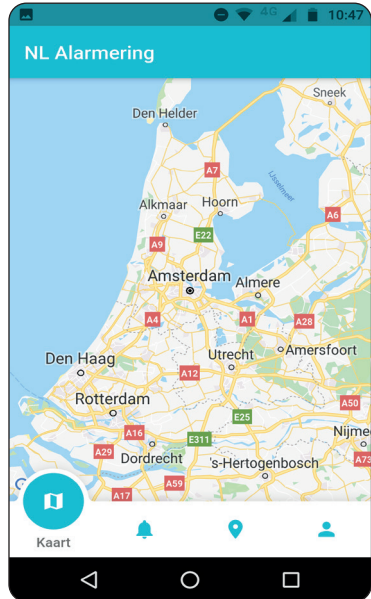 4G 10:47
NL Alarmering
Sneek
Den Helder
IJsselmeer
A7
Alkmaar Hoorn
A6
E22
A9
Amsterdam
Almere
A4 A1 A28
Utrecht Amersfoort
Den Haag
A12
Rotterdam
A50
E25
A16 Nijme
E311
A29 Dordrecht 's-Hertogenbosch A73
A59
A17
Kaart